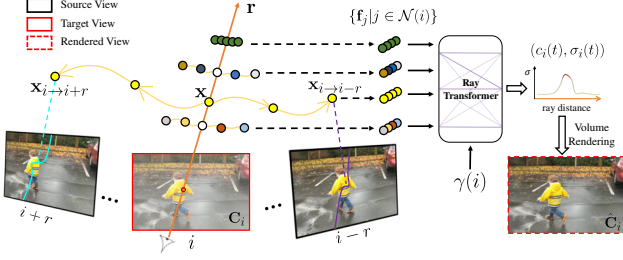 Source View
Target View
Rendered View
r
{f_j|j ∈ N(i)}
(c_i(t), σ_i(t))
x_{i→i+r}
x
x_{i→i−r}
Ray
Transformer
σ
ray distance
Volume
Rendering
γ(i)
i + r
...
C_i
i
...
i − r
Ĉ_i